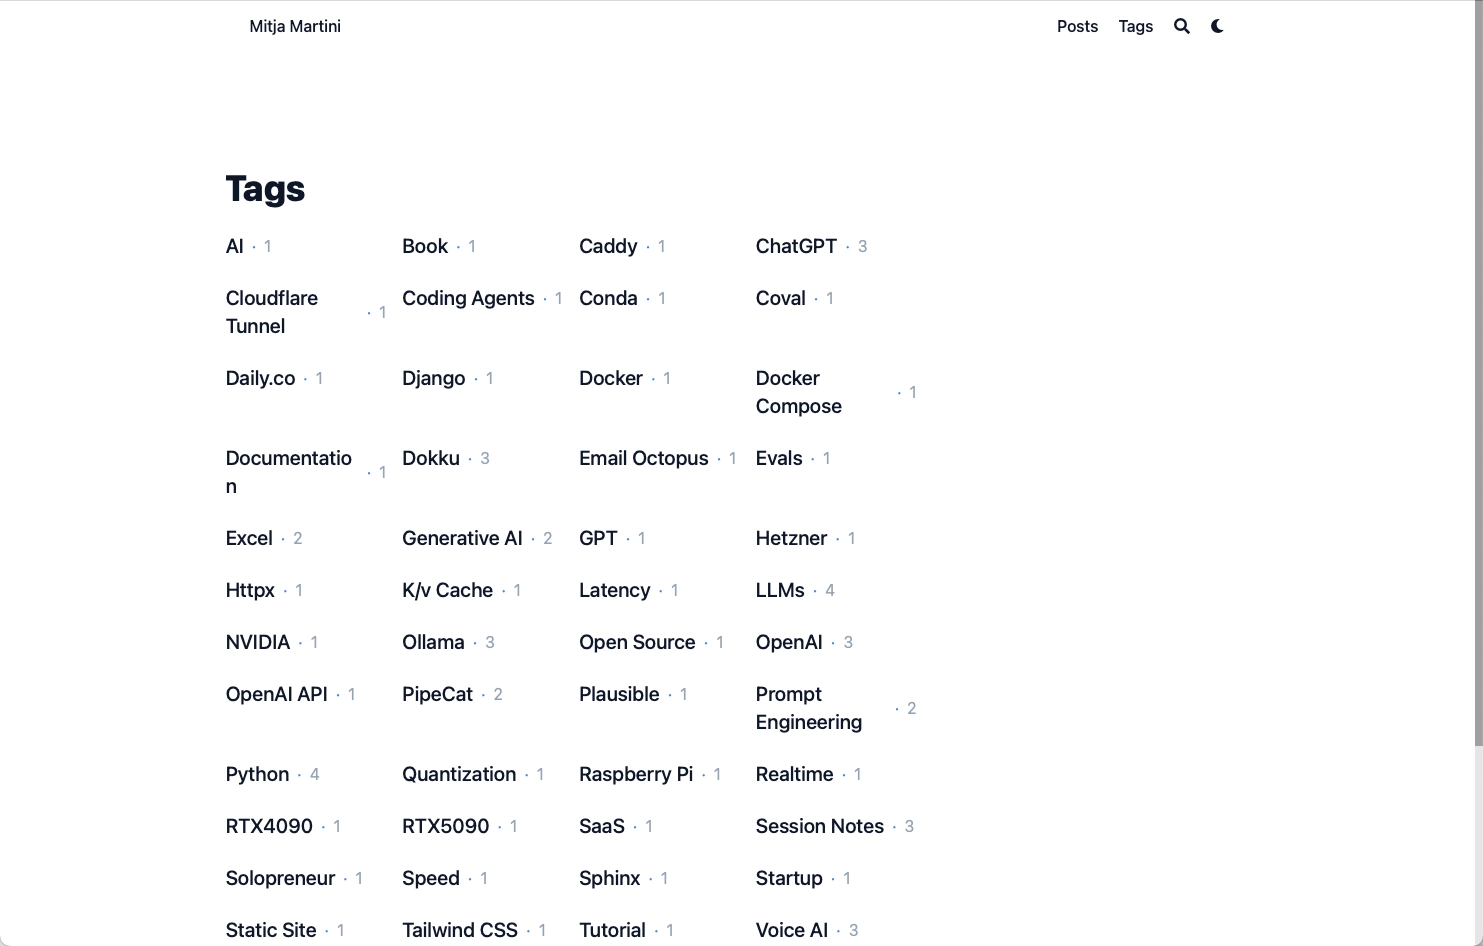 Mitja Martini Posts Tags
Tags
AI · 1 Book · 1 Caddy · 1 ChatGPT · 3
Cloudflare
Tunnel · 1 Coding Agents · 1 Conda · 1 Coval · 1
Daily.co · 1 Django · 1 Docker · 1 Docker
Compose · 1
Documentatio
n · 1 Dokku · 3 Email Octopus · 1 Evals · 1
Excel · 2 Generative AI · 2 GPT · 1 Hetzner · 1
Httpx · 1 K/v Cache · 1 Latency · 1 LLMs · 4
NVIDIA · 1 Ollama · 3 Open Source · 1 OpenAI · 3
OpenAI API · 1 PipeCat · 2 Plausible · 1 Prompt
Engineering · 2
Python · 4 Quantization · 1 Raspberry Pi · 1 Realtime · 1
RTX4090 · 1 RTX5090 · 1 SaaS · 1 Session Notes · 3
Solopreneur · 1 Speed · 1 Sphinx · 1 Startup · 1
Static Site · 1 Tailwind CSS · 1 Tutorial · 1 Voice AI · 3